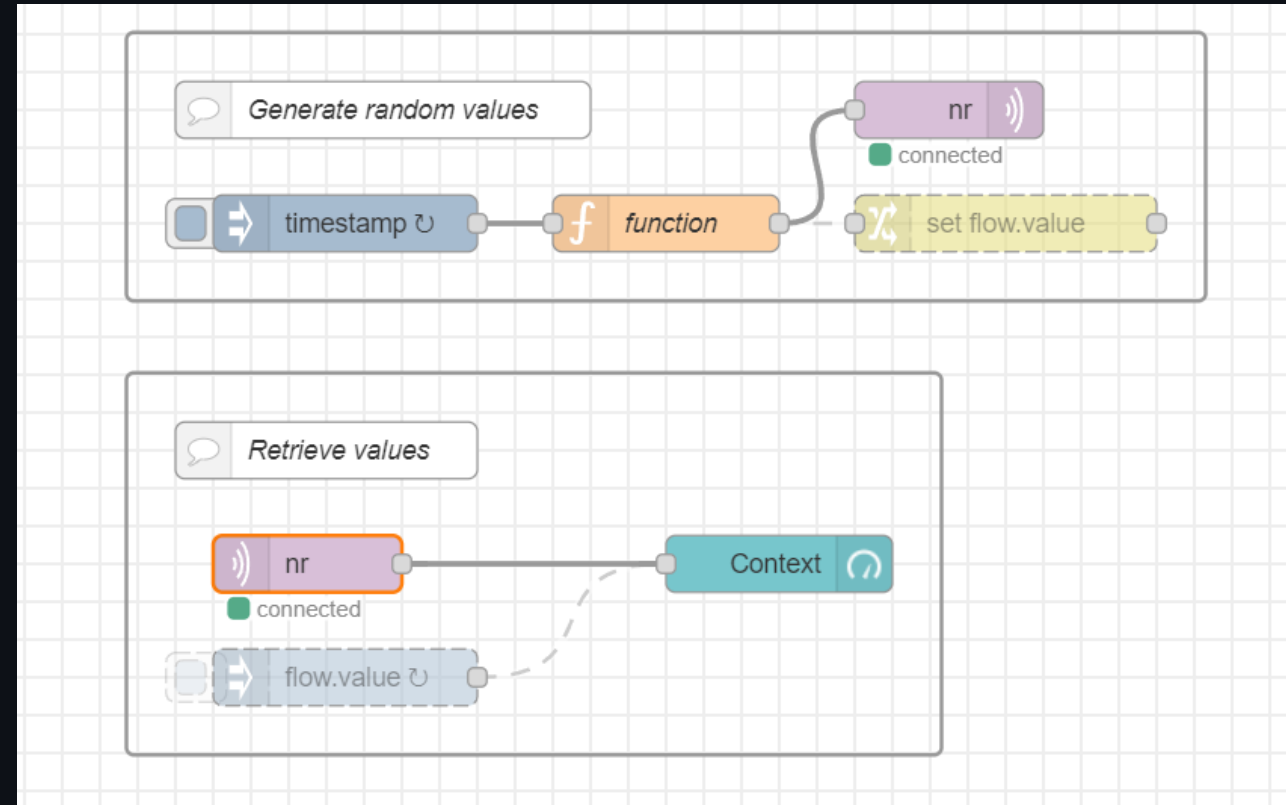 Generate random values
nr
connected
timestamp ↻
function
set flow.value
Retrieve values
nr
Context
connected
flow.value ↻